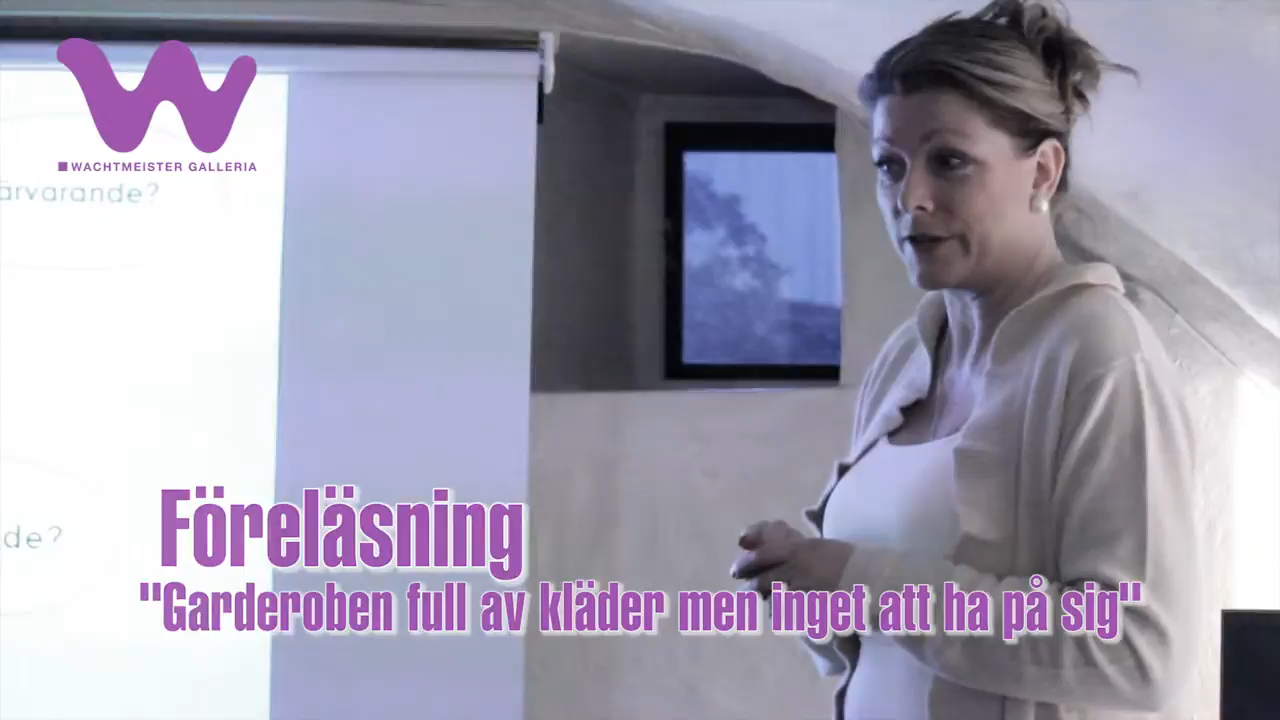 WACHTMEISTER GALLERIA
ärvarande?
de?
Föreläsning
"Garderoben full av kläder men inget att ha på sig"